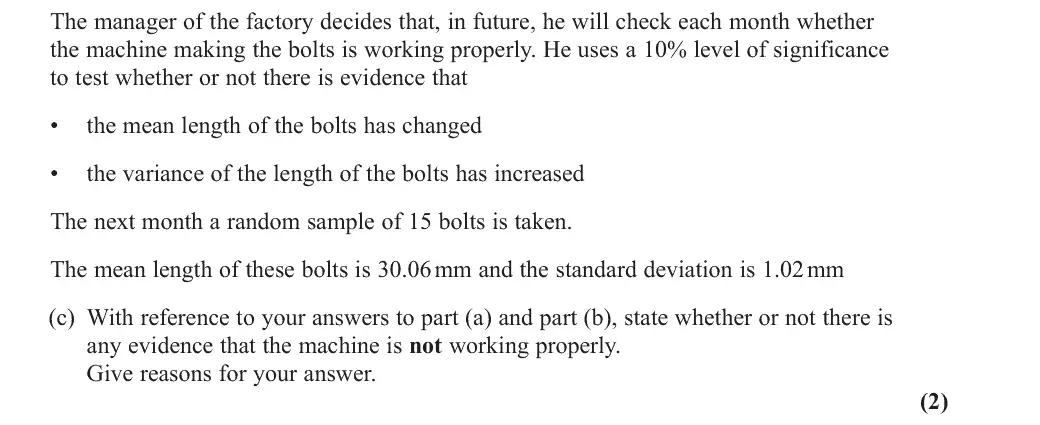 The manager of the factory decides that, in future, he will check each month whether
the machine making the bolts is working properly. He uses a 10% level of significance
to test whether or not there is evidence that
• the mean length of the bolts has changed
• the variance of the length of the bolts has increased
The next month a random sample of 15 bolts is taken.
The mean length of these bolts is 30.06 mm and the standard deviation is 1.02 mm
(c) With reference to your answers to part (a) and part (b), state whether or not there is
any evidence that the machine is not working properly.
Give reasons for your answer.
(2)